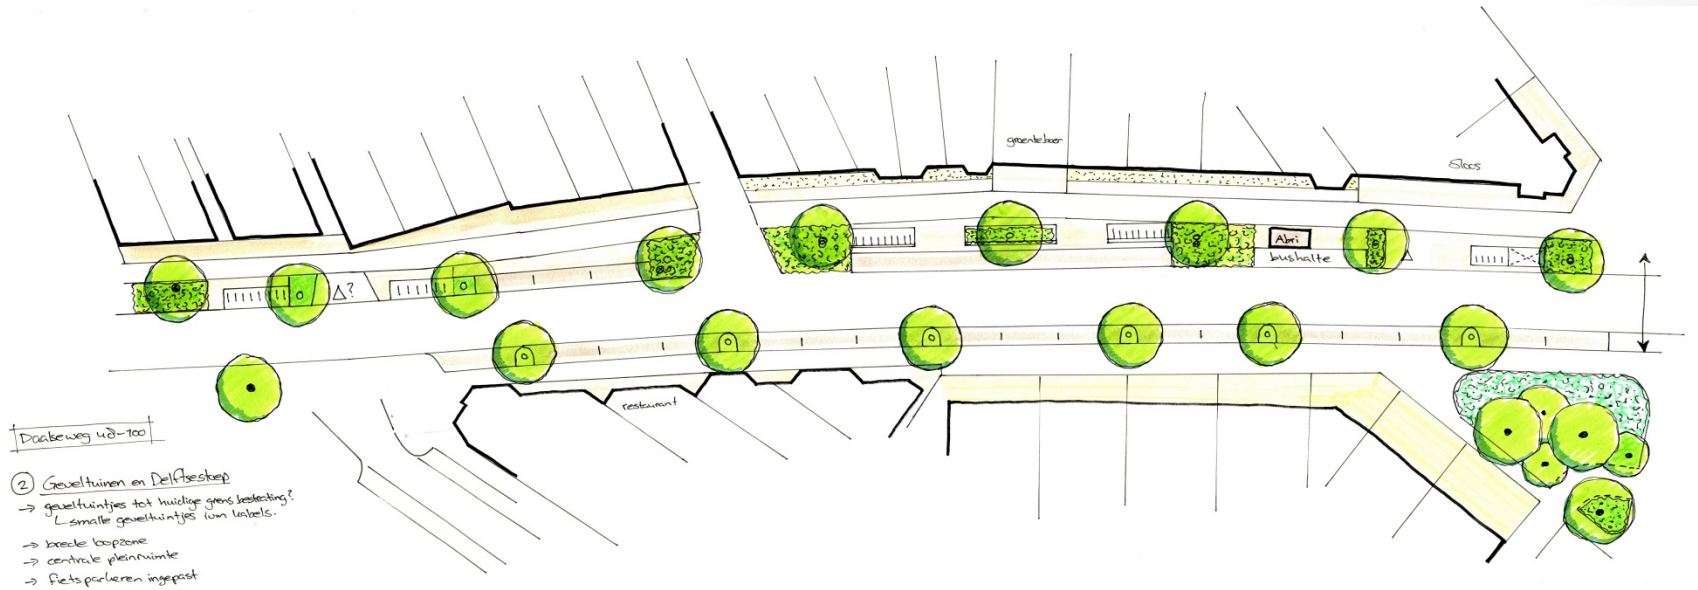 groenteboer
Sloos
Abri
bushalte
?
restaurant
Daalseweg 48-100
2 Geveltuinen en Delftsestoep
→ geveltuintjes tot huidige grens bestrating?
smalle geveltuintjes ivm kabels.
→ brede loopzone
→ centrale pleinruimte
→ fietsparkeren ingepast